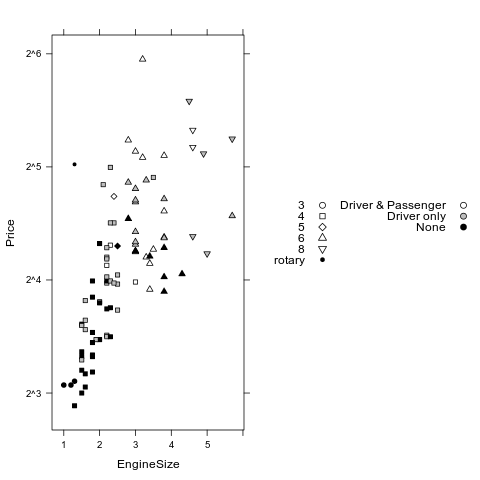 2^6
2^5
2^4
2^3
Price
1 2 3 4 5
EngineSize
3 Driver & Passenger
4 Driver only
5 None
6
8
rotary